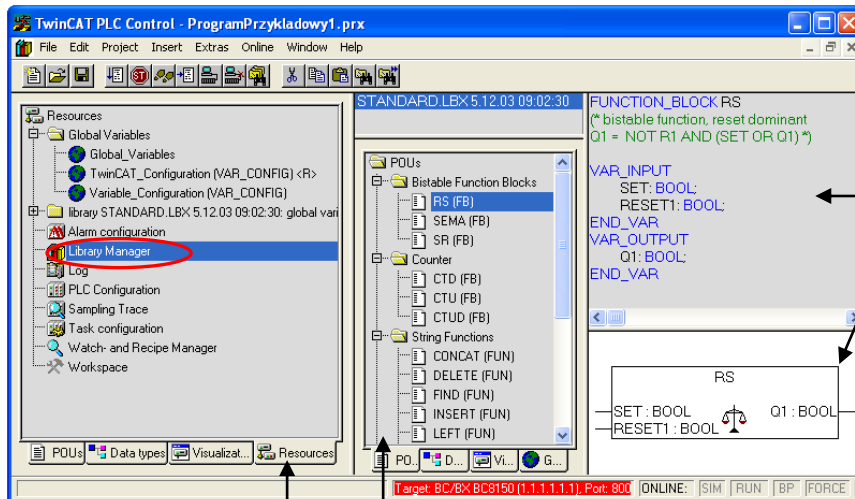 TwinCAT PLC Control - ProgramPrzykladowy1.prx
File Edit Project Insert Extras Online Window Help
Resources
Global Variables
Global_Variables
TwinCAT_Configuration (VAR_CONFIG) <R>
Variable_Configuration (VAR_CONFIG)
library STANDARD.LBX 5.12.03 09:02:30: global vari
Alarm configuration
Library Manager
Log
PLC Configuration
Sampling Trace
Task configuration
Watch- and Recipe Manager
Workspace
POUs Data types Visualizat... Resources
STANDARD.LBX 5.12.03 09:02:30
POUs
Bistable Function Blocks
RS (FB)
SEMA (FB)
SR (FB)
Counter
CTD (FB)
CTU (FB)
CTUD (FB)
String Functions
CONCAT (FUN)
DELETE (FUN)
FIND (FUN)
INSERT (FUN)
LEFT (FUN)
PO.. D... Vi... G...
FUNCTION_BLOCK RS
(* bistable function, reset dominant
Q1 = NOT R1 AND (SET OR Q1) *)
VAR_INPUT
SET: BOOL;
RESET1: BOOL;
END_VAR
VAR_OUTPUT
Q1: BOOL;
END_VAR
RS
SET : BOOL Q1 : BOOL
RESET1 : BOOL
Target: BC/BX BC8150 (1.1.1.1.1.1), Port: 800 ONLINE: SIM RUN BP FORCE